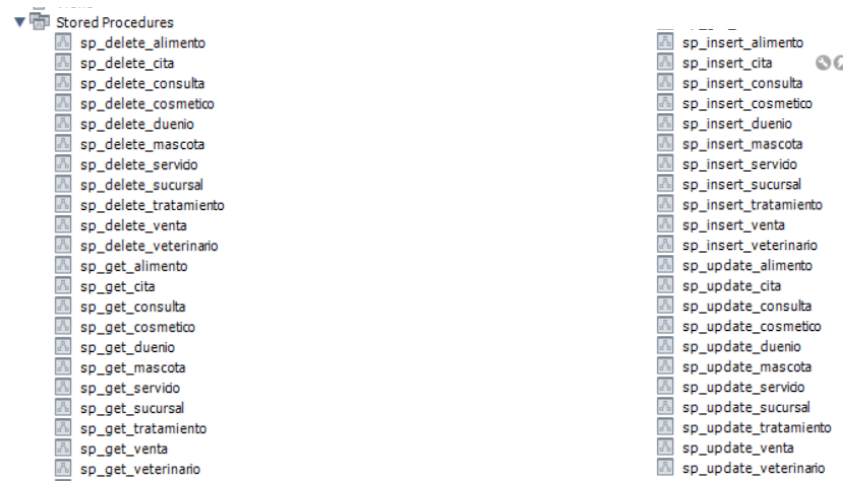 Stored Procedures
sp_delete_alimento
sp_delete_cita
sp_delete_consulta
sp_delete_cosmetico
sp_delete_duenio
sp_delete_mascota
sp_delete_servicio
sp_delete_sucursal
sp_delete_tratamiento
sp_delete_venta
sp_delete_veterinario
sp_get_alimento
sp_get_cita
sp_get_consulta
sp_get_cosmetico
sp_get_duenio
sp_get_mascota
sp_get_servicio
sp_get_sucursal
sp_get_tratamiento
sp_get_venta
sp_get_veterinario
sp_insert_alimento
sp_insert_cita
sp_insert_consulta
sp_insert_cosmetico
sp_insert_duenio
sp_insert_mascota
sp_insert_servicio
sp_insert_sucursal
sp_insert_tratamiento
sp_insert_venta
sp_insert_veterinario
sp_update_alimento
sp_update_cita
sp_update_consulta
sp_update_cosmetico
sp_update_duenio
sp_update_mascota
sp_update_servicio
sp_update_sucursal
sp_update_tratamiento
sp_update_venta
sp_update_veterinario